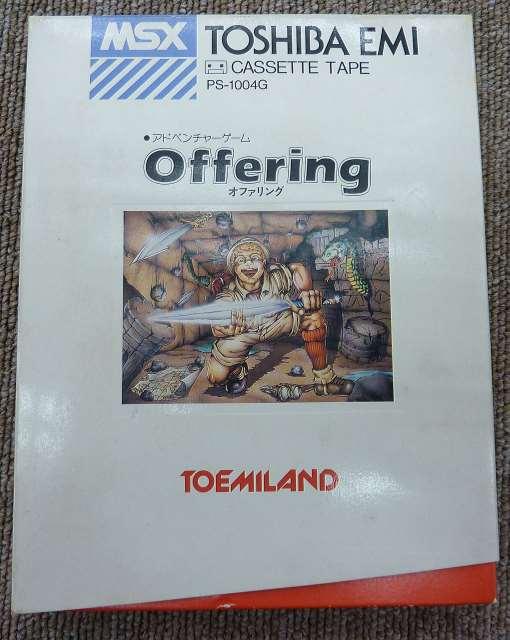 MSX TOSHIBA EMI
CASSETTE TAPE
PS-1004G
●アドベンチャーゲーム
Offering
オファリング
TOEMILAND